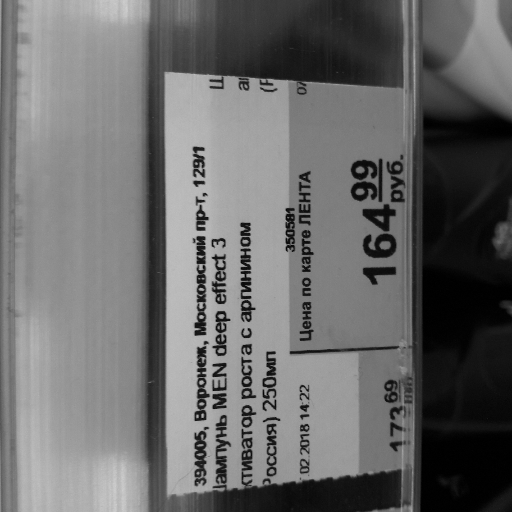 394005, Воронеж, Московский пр-т, 129/1
Шампунь MEN deep effect 3
ктиватор роста с аргинином
Россия) 250мл
350581
Цена по карте ЛЕНТА
164 99
руб.
02.2018 14:22
173 69